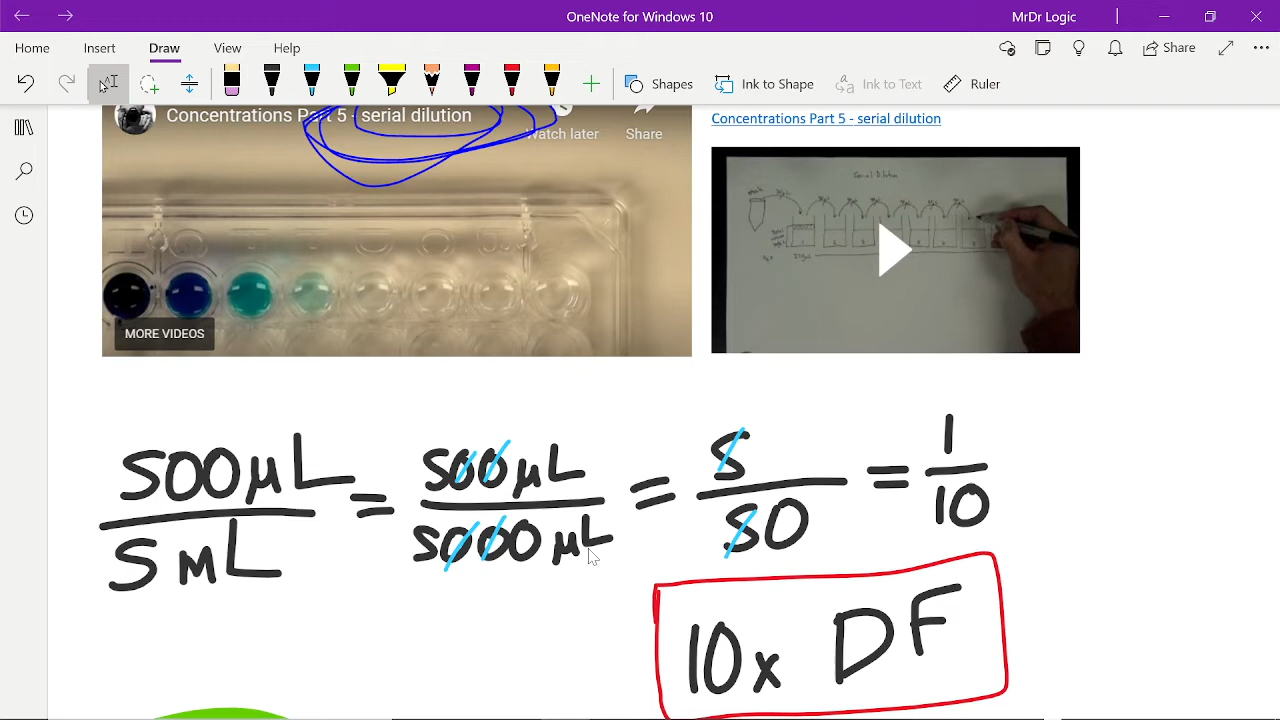 OneNote for Windows 10
MrDr Logic
Home Insert Draw View Help
Share
Shapes
Ink to Shape
Ink to Text
Ruler
Concentrations Part 5 - serial dilution
Watch later
Share
MORE VIDEOS
Concentrations Part 5 - serial dilution
Serial Dilution
500 μL / 5 mL = 500 μL / 5000 μL = 5 / 50 = 1 / 10
10x DF